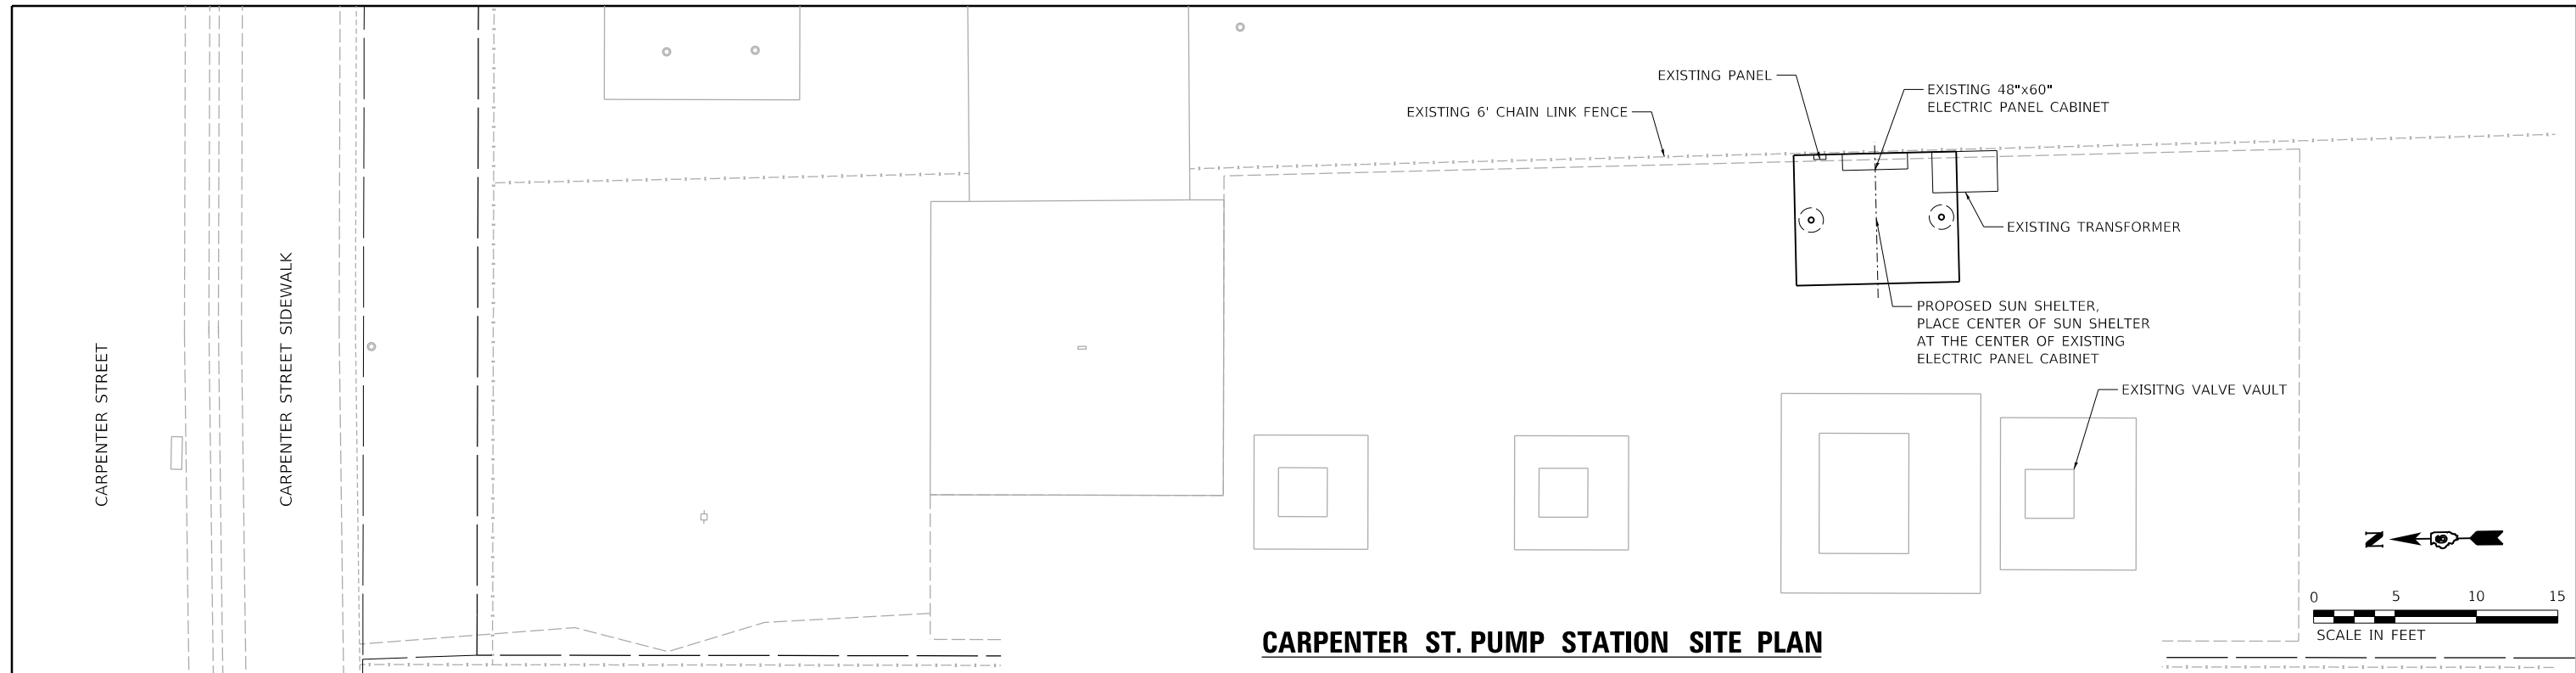 EXISTING PANEL
EXISTING 48"x60"
ELECTRIC PANEL CABINET
EXISTING 6' CHAIN LINK FENCE
EXISTING TRANSFORMER
CARPENTER STREET
CARPENTER STREET SIDEWALK
PROPOSED SUN SHELTER,
PLACE CENTER OF SUN SHELTER
AT THE CENTER OF EXISTING
ELECTRIC PANEL CABINET
EXISITNG VALVE VAULT
N
0 5 10 15
SCALE IN FEET
CARPENTER ST. PUMP STATION SITE PLAN